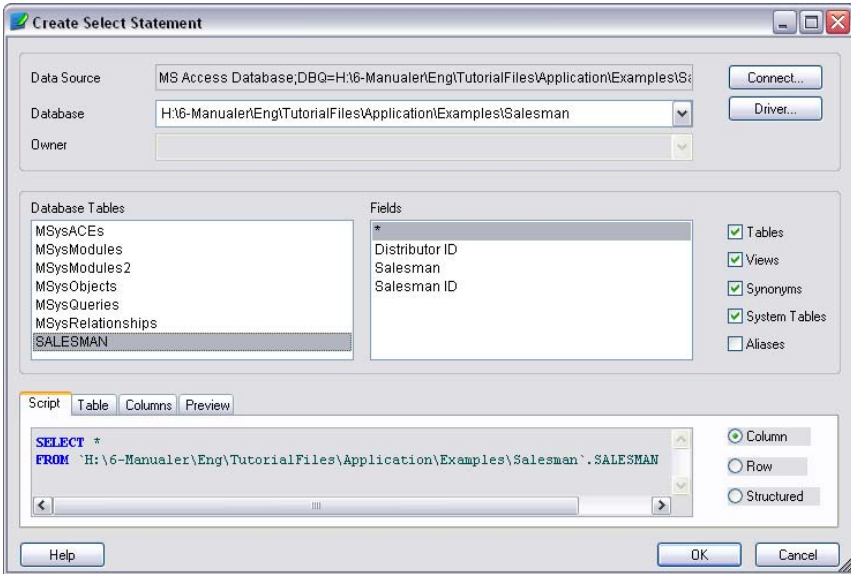 Create Select Statement
Data Source
MS Access Database;DBQ=H:\6-Manualer\Eng\TutorialFiles\Application\Examples\Sa
Connect...
Database
H:\6-Manualer\Eng\TutorialFiles\Application\Examples\Salesman
Driver...
Owner
Database Tables
MSysACEs
MSysModules
MSysModules2
MSysObjects
MSysQueries
MSysRelationships
SALESMAN
Fields
*
Distributor ID
Salesman
Salesman ID
Tables
Views
Synonyms
System Tables
Aliases
Script Table Columns Preview
SELECT *
FROM `H:\6-Manualer\Eng\TutorialFiles\Application\Examples\Salesman`.SALESMAN
Column
Row
Structured
Help
OK
Cancel